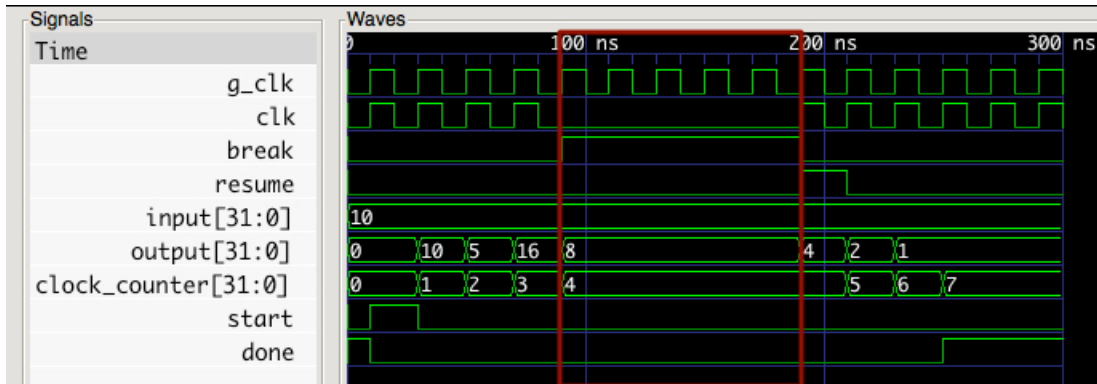 Signals
Waves
Time
0 100 ns 200 ns 300 ns
g_clk
clk
break
resume
input[31:0]
10
output[31:0]
0 10 5 16 8 4 2 1
clock_counter[31:0]
0 1 2 3 4 5 6 7
start
done